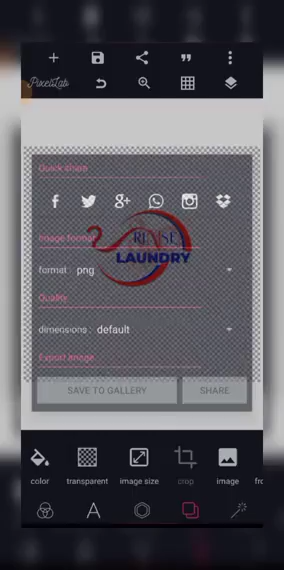 PixelLab
Quick share
Image format
RINSE
LAUNDRY
format : png
Quality
dimensions : default
Export image
SAVE TO GALLERY
SHARE
color
transparent
image size
crop
image